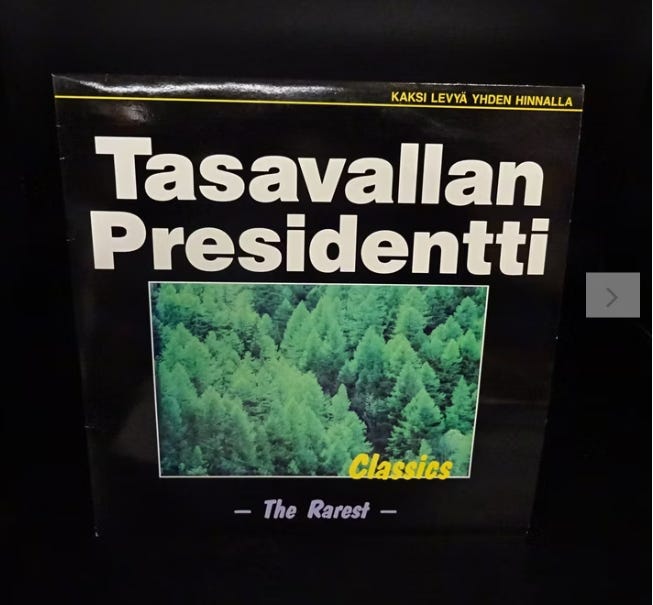 KAKSI LEVYÄ YHDEN HINNALLA
Tasavallan
Presidentti
Classics
– The Rarest –